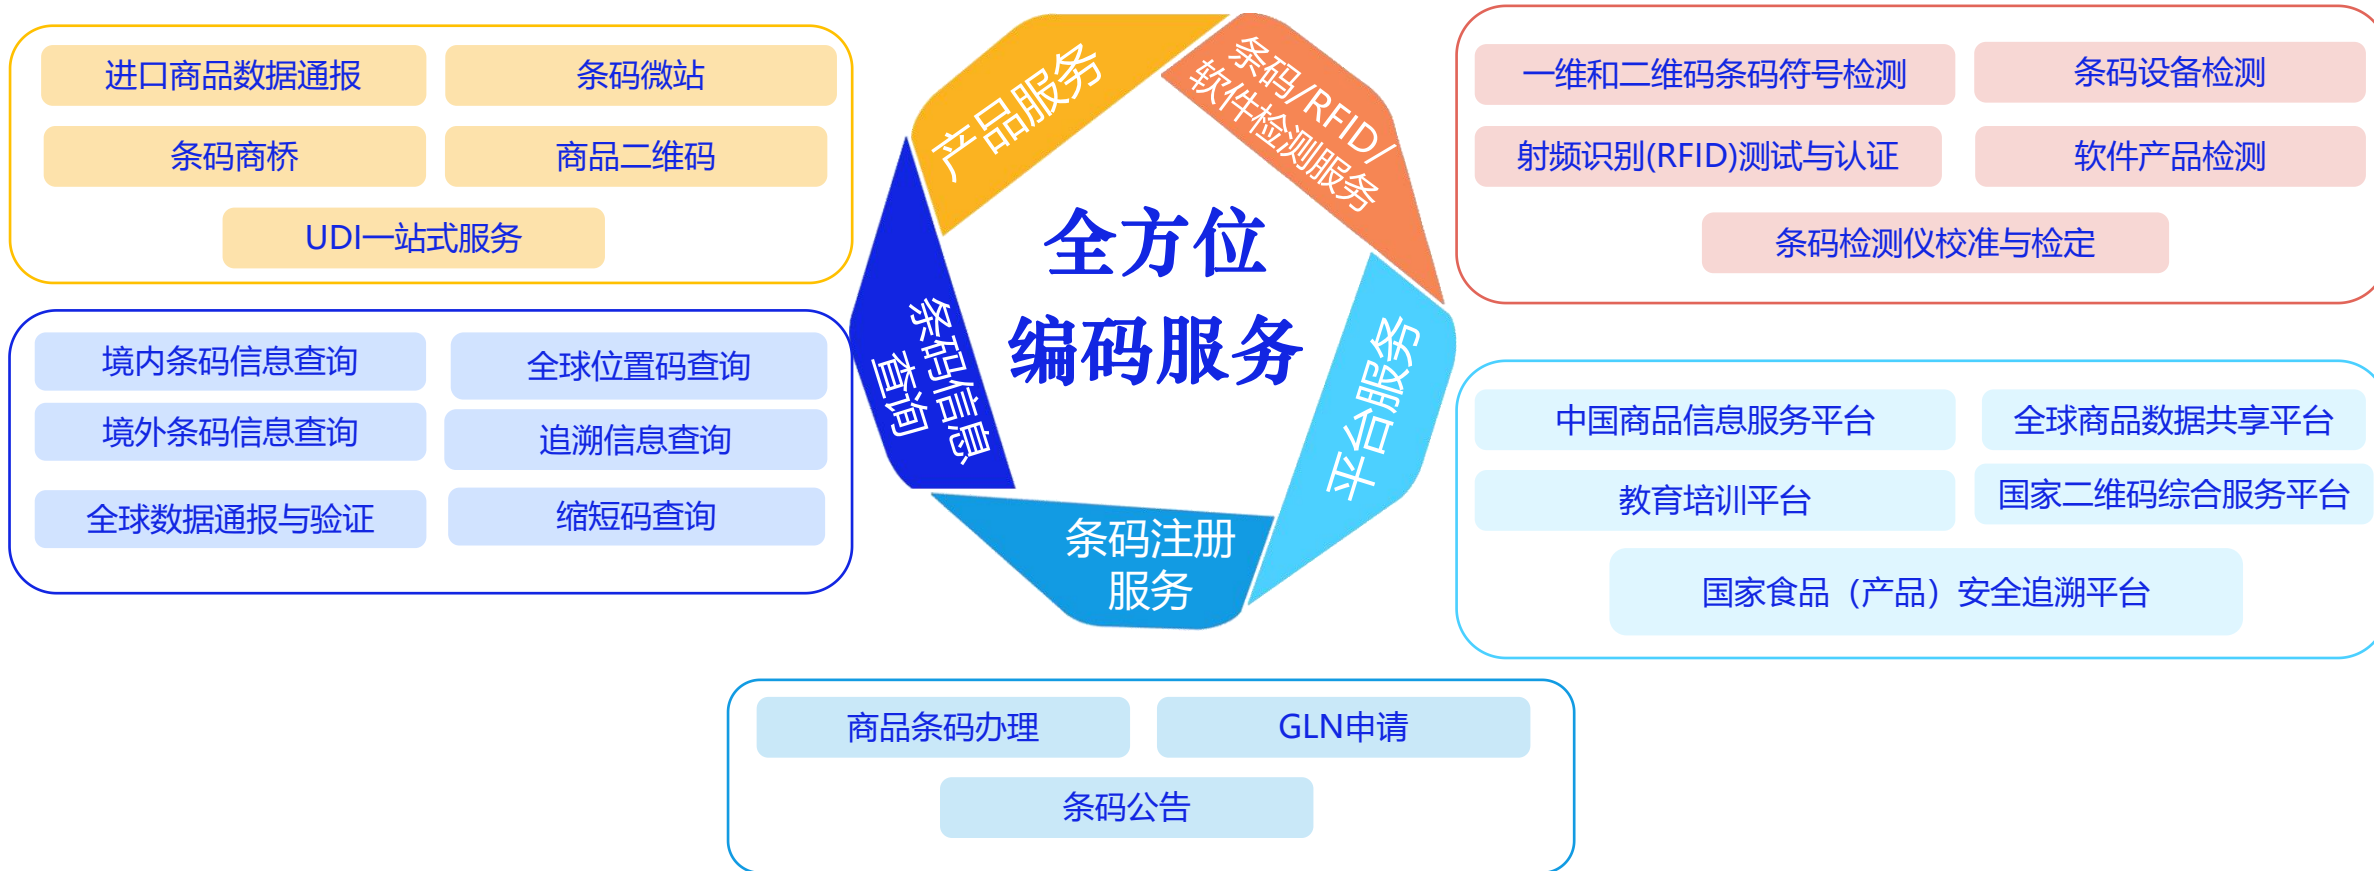 进口商品数据通报
条码微站
条码商桥
商品二维码
UDI一站式服务
境内条码信息查询
全球位置码查询
境外条码信息查询
追溯信息查询
全球数据通报与验证
缩短码查询
产品服务
条码/RFID/
软件检测服务
条码信息
查询
全方位
编码服务
平台服务
条码注册
服务
一维和二维码条码符号检测
条码设备检测
射频识别(RFID)测试与认证
软件产品检测
条码检测仪校准与检定
中国商品信息服务平台
全球商品数据共享平台
教育培训平台
国家二维码综合服务平台
国家食品（产品）安全追溯平台
商品条码办理
GLN申请
条码公告